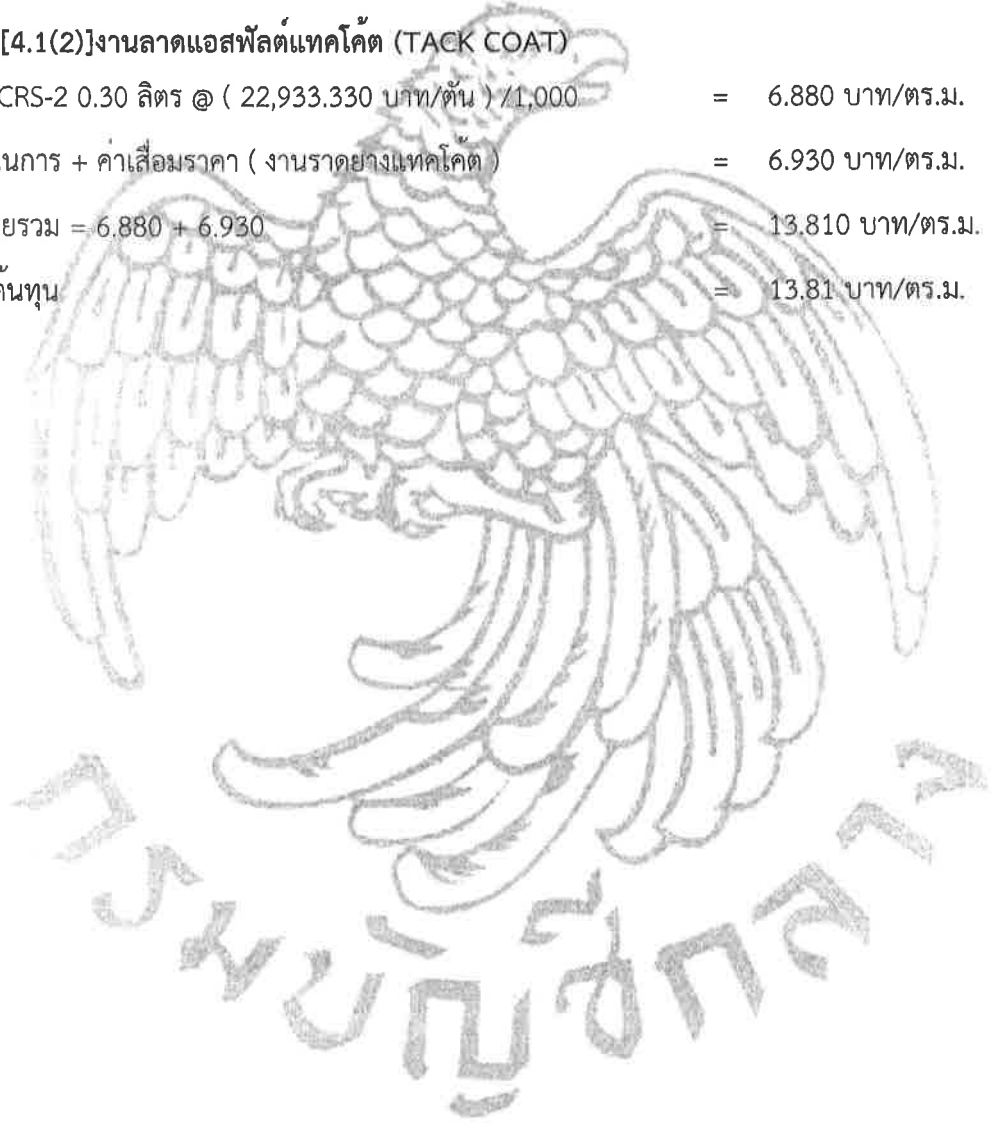 [4.1(2)]งานลาดแอสฟัลต์แทคโค้ต (TACK COAT)
CRS-2 0.30 ลิตร @ ( 22,933.330 บาท/ตัน ) /1,000 = 6.880 บาท/ตร.ม.
นการ + ค่าเสื่อมราคา ( งานราดยางแทคโค้ต ) = 6.930 บาท/ตร.ม.
ยรวม = 6.880 + 6.930 = 13.810 บาท/ตร.ม.
ต้นทุน = 13.81 บาท/ตร.ม.
กรมบัญชีกลาง